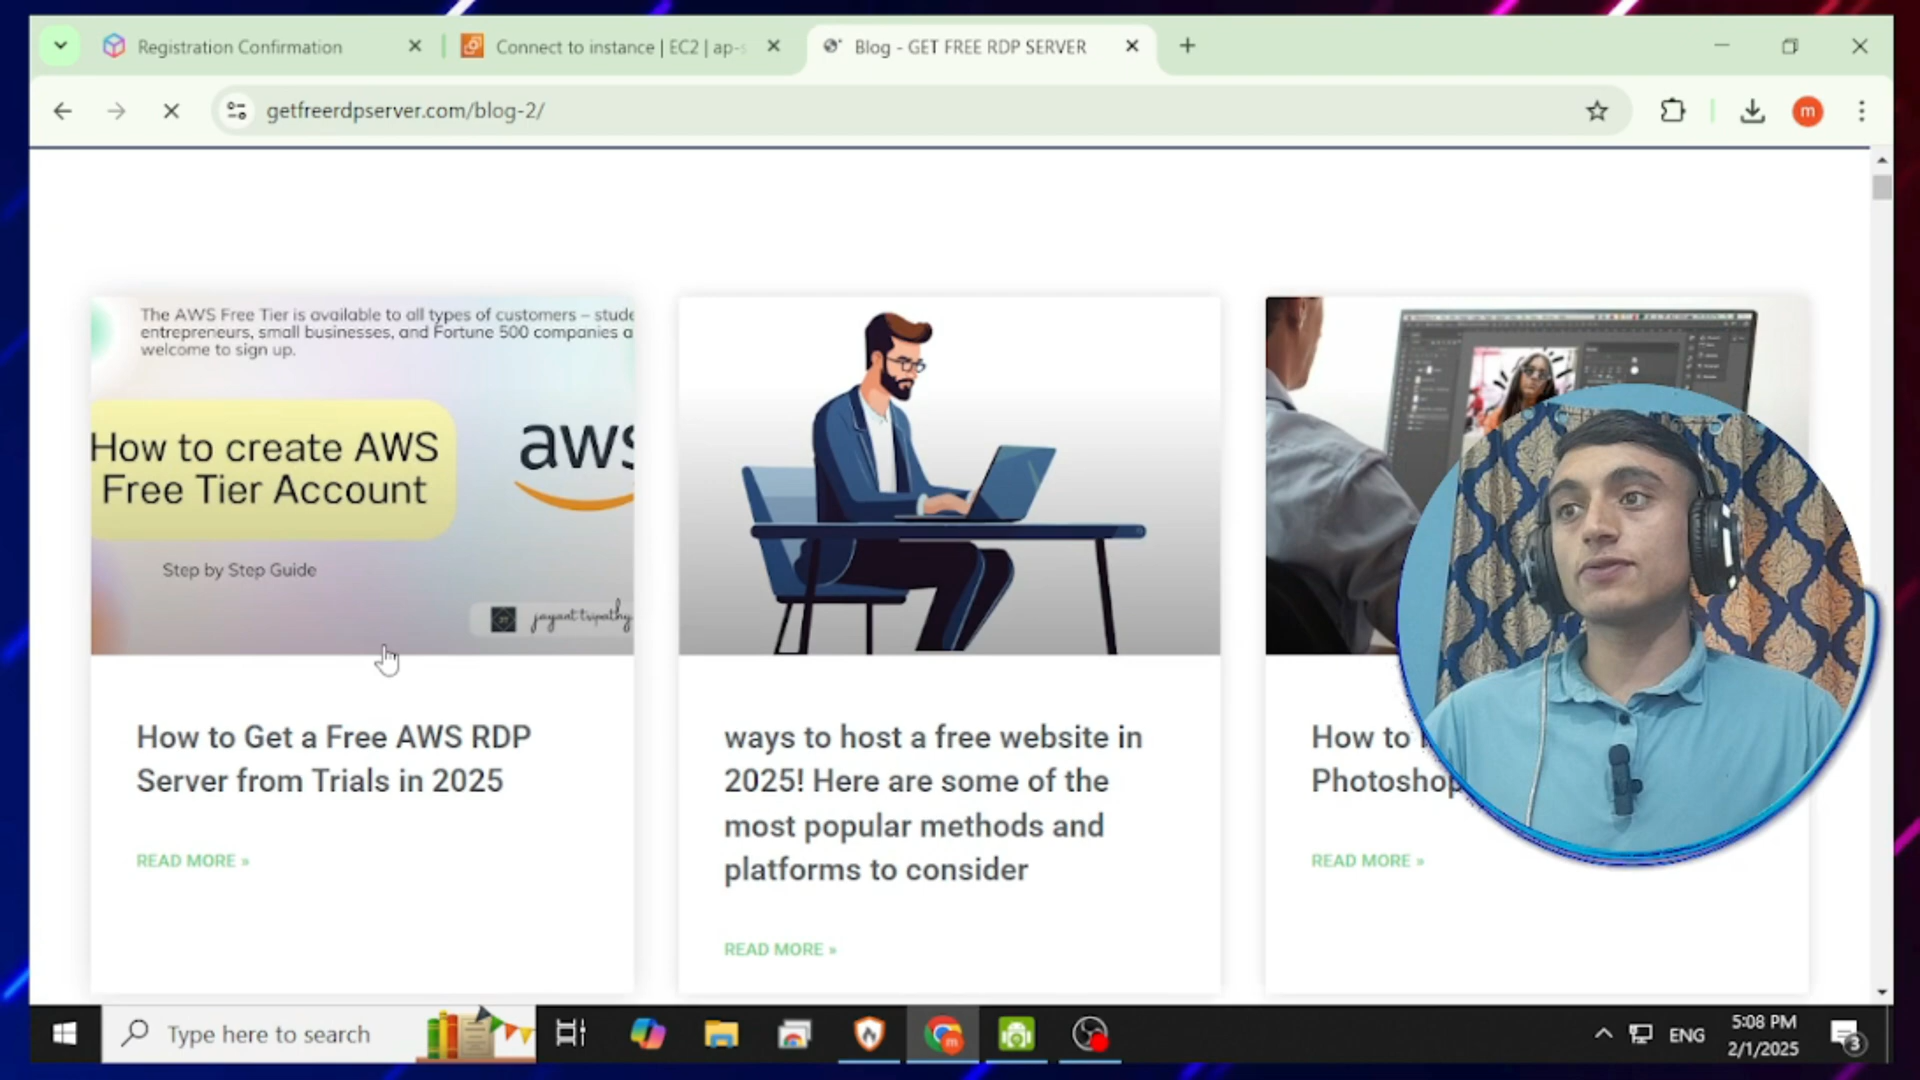 Registration Confirmation
Connect to instance | EC2 | ap-s
Blog - GET FREE RDP SERVER
getfreerdpserver.com/blog-2/
m
The AWS Free Tier is available to all types of customers – stude
entrepreneurs, small businesses, and Fortune 500 companies a
welcome to sign up.
How to create AWS
Free Tier Account
aws
Step by Step Guide
jayant tripathy
How to Get a Free AWS RDP
Server from Trials in 2025
READ MORE »
ways to host a free website in
2025! Here are some of the
most popular methods and
platforms to consider
READ MORE »
How to
Photoshop
READ MORE »
Type here to search
m
ENG
5:08 PM
2/1/2025
3